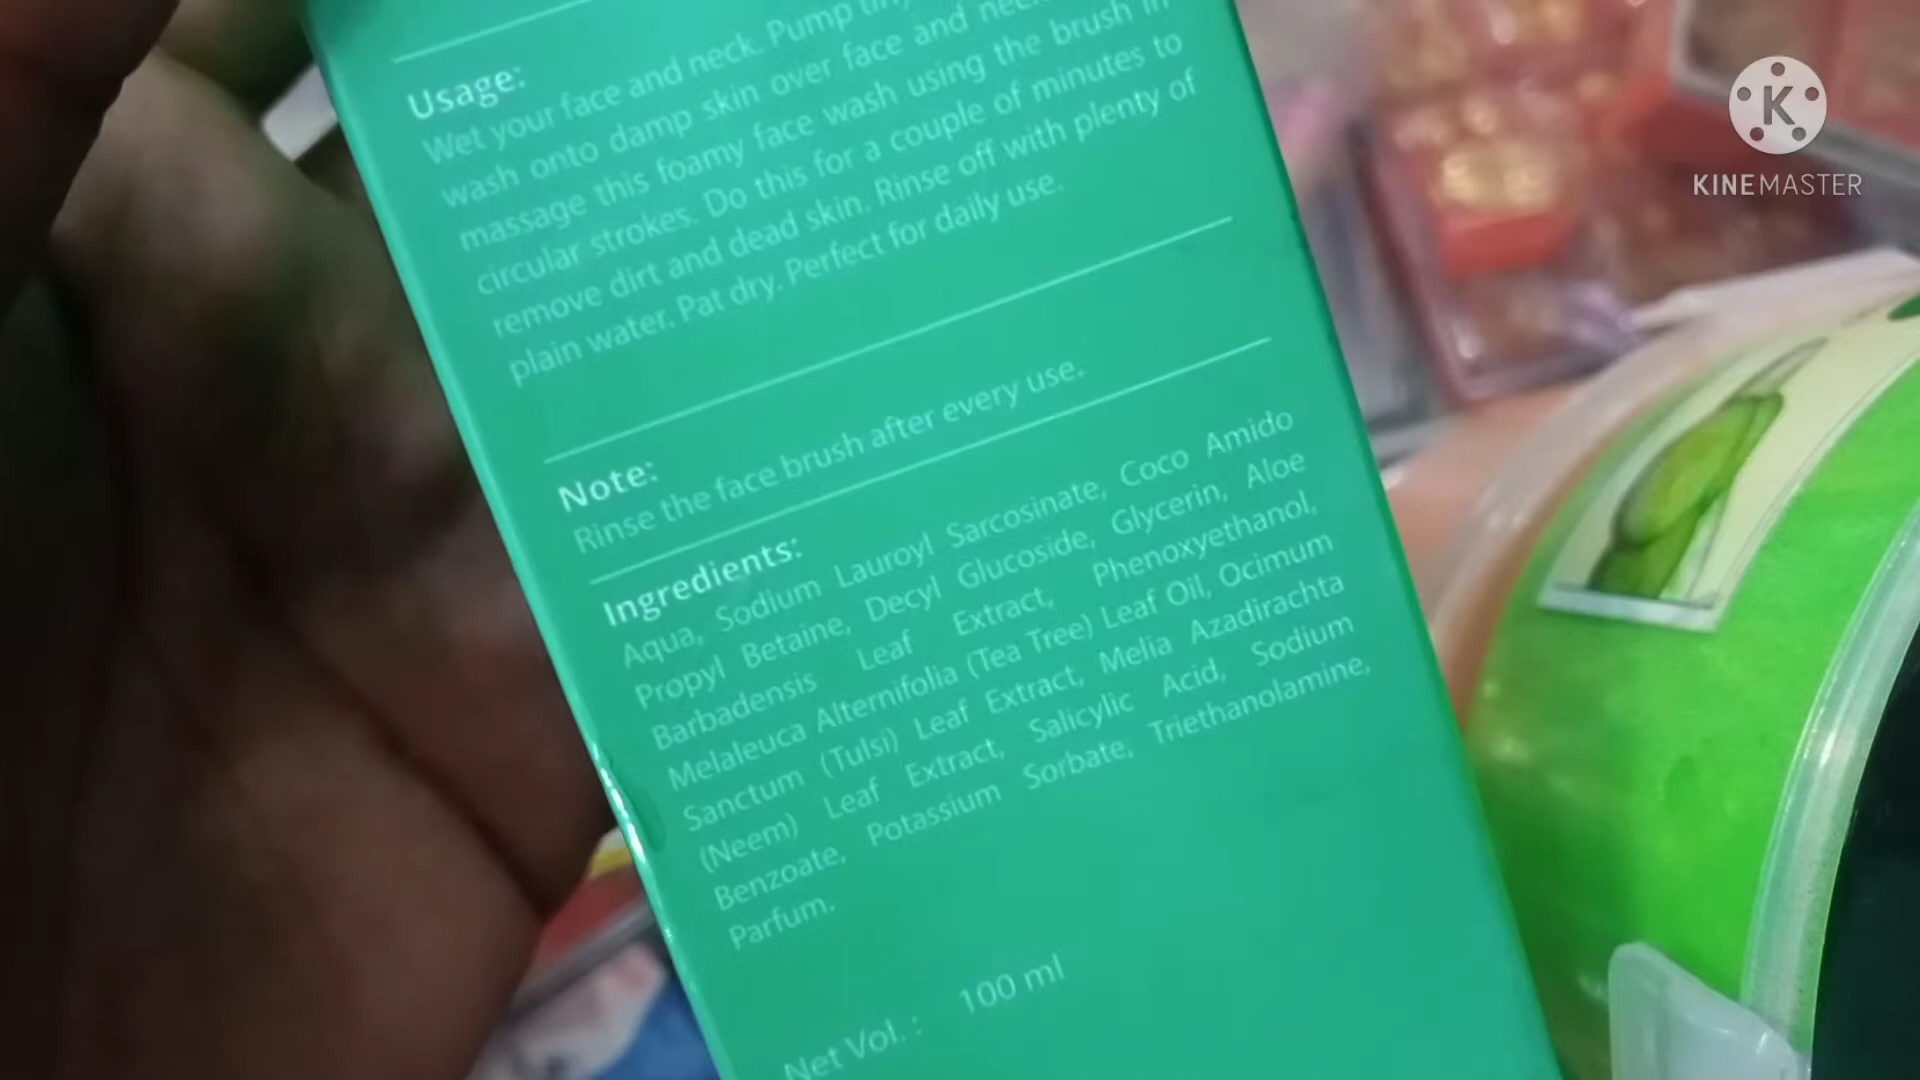 Usage:
Wet your face and neck. Pump
wash onto damp skin over face and
massage this foamy face wash using the brush in
circular strokes. Do this for a couple of minutes to
remove dirt and dead skin. Rinse off with plenty of
plain water. Pat dry. Perfect for daily use.
Note:
Rinse the face brush after every use.
Ingredients:
Aqua, Sodium Lauroyl Sarcosinate, Coco Amido
Propyl Betaine, Decyl Glucoside, Glycerin, Aloe
Barbadensis Leaf Extract, Phenoxyethanol,
Melaleuca Alternifolia (Tea Tree) Leaf Oil, Ocimum
Sanctum (Tulsi) Leaf Extract, Melia Azadirachta
(Neem) Leaf Extract, Salicylic Acid, Sodium
Benzoate, Potassium Sorbate, Triethanolamine,
Parfum.
Net Vol. : 100 ml
K
KINEMASTER